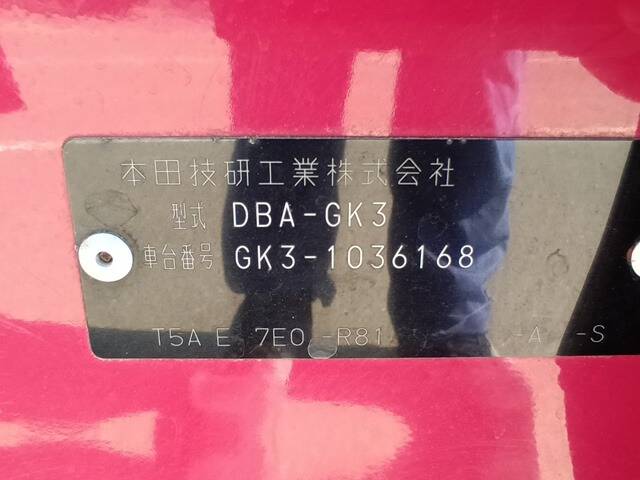 本田技研工業株式会社
型式 DBA-GK3
車台番号 GK3-1036168
T5A E 7E0 -R81 -A -S